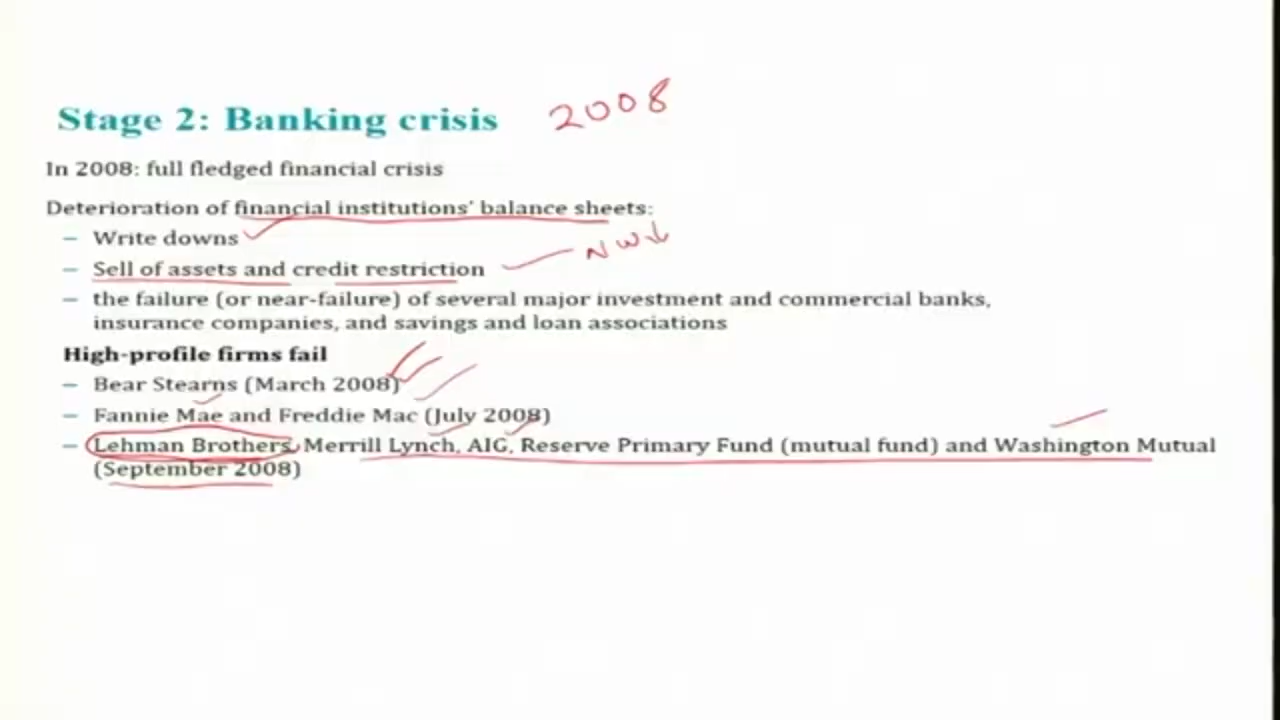 Stage 2: Banking crisis 2008
In 2008: full fledged financial crisis
Deterioration of financial institutions' balance sheets:
– Write downs
– Sell of assets and credit restriction NW↓
– the failure (or near-failure) of several major investment and commercial banks,
insurance companies, and savings and loan associations
High-profile firms fail
– Bear Stearns (March 2008)
– Fannie Mae and Freddie Mac (July 2008)
– Lehman Brothers, Merrill Lynch, AIG, Reserve Primary Fund (mutual fund) and Washington Mutual
(September 2008)